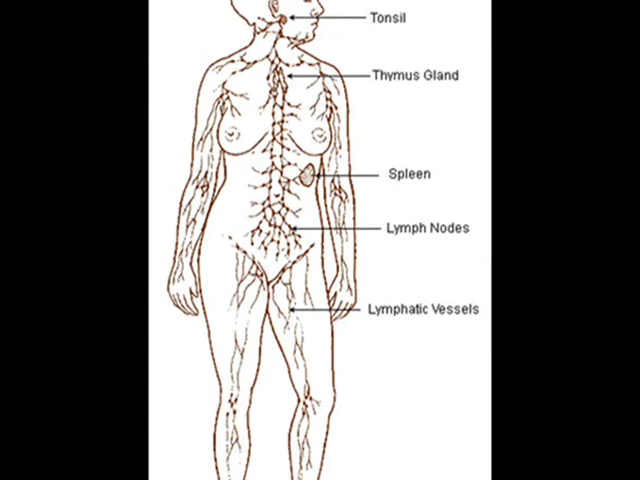 Tonsil
Thymus Gland
Spleen
Lymph Nodes
Lymphatic Vessels